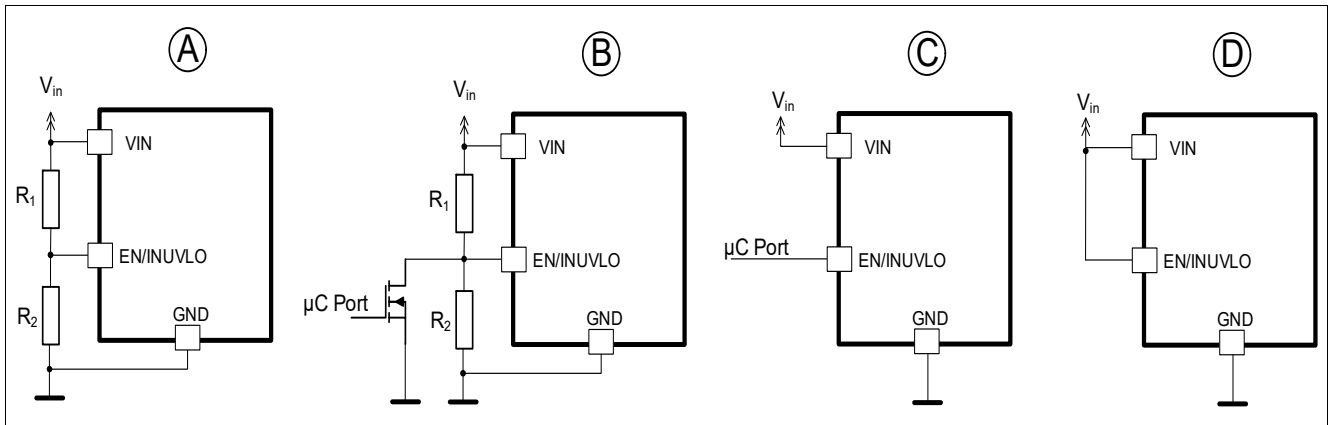 A
Vin
VIN
R1
EN/INUVLO
R2
GND
B
Vin
VIN
R1
EN/INUVLO
µC Port
R2
GND
C
Vin
VIN
µC Port
EN/INUVLO
GND
D
Vin
VIN
EN/INUVLO
GND